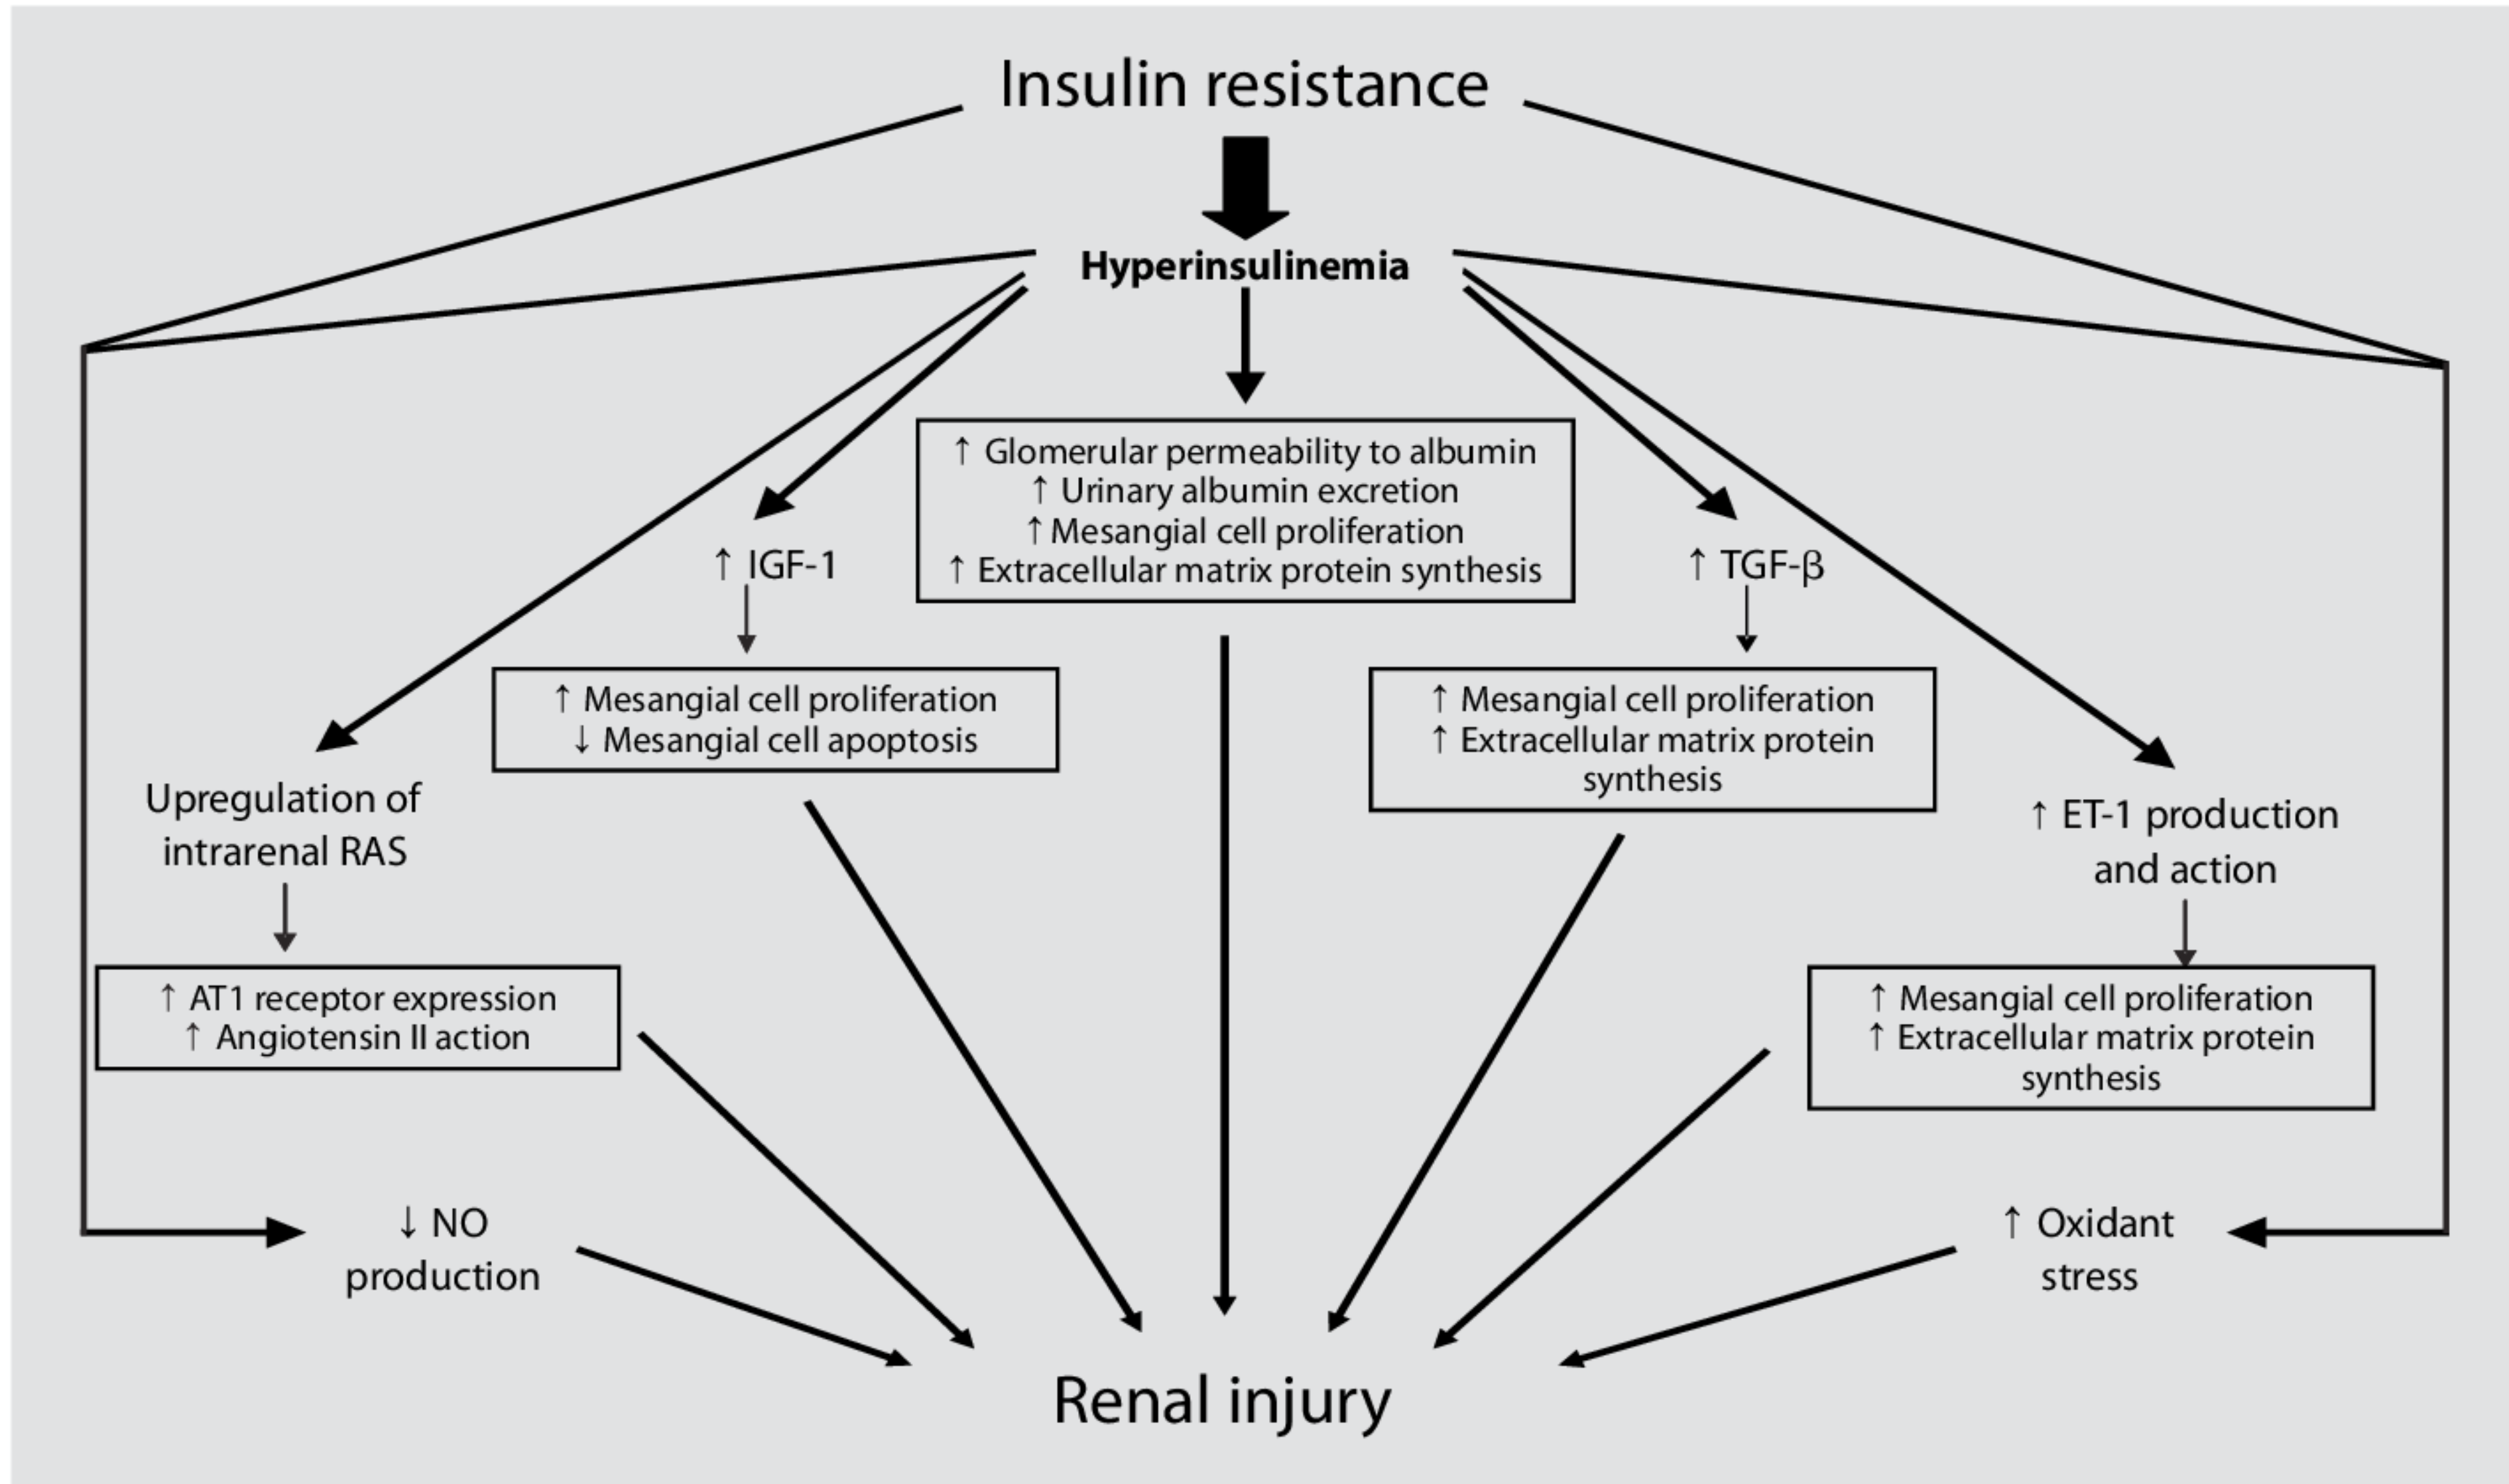 Insulin resistance
Hyperinsulinemia
↑ Glomerular permeability to albumin
↑ Urinary albumin excretion
↑ Mesangial cell proliferation
↑ Extracellular matrix protein synthesis
↑ IGF-1
↑ TGF-β
↑ Mesangial cell proliferation
↓ Mesangial cell apoptosis
↑ Mesangial cell proliferation
↑ Extracellular matrix protein
synthesis
Upregulation of
intrarenal RAS
↑ ET-1 production
and action
↑ AT1 receptor expression
↑ Angiotensin II action
↑ Mesangial cell proliferation
↑ Extracellular matrix protein
synthesis
↓ NO
production
↑ Oxidant
stress
Renal injury